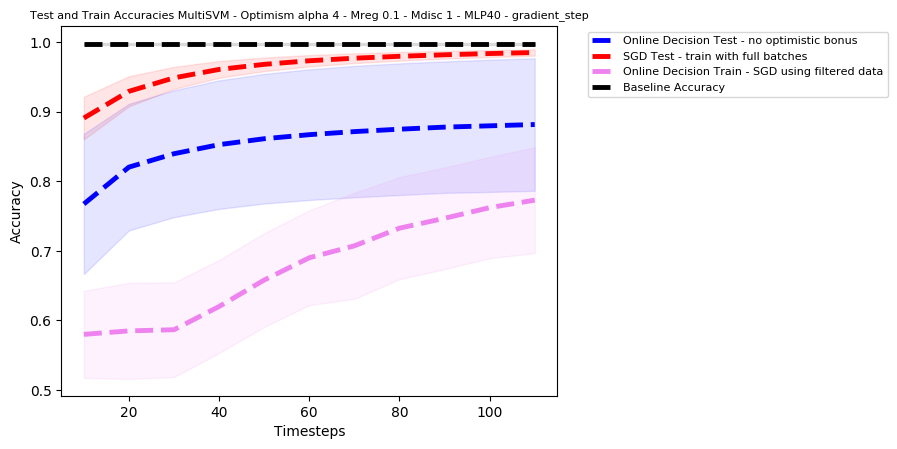 Test and Train Accuracies MultiSVM - Optimism alpha 4 - Mreg 0.1 - Mdisc 1 - MLP40 - gradient_step
Online Decision Test - no optimistic bonus
SGD Test - train with full batches
Online Decision Train - SGD using filtered data
Baseline Accuracy
Accuracy
1.0
0.9
0.8
0.7
0.6
0.5
20
40
60
80
100
Timesteps